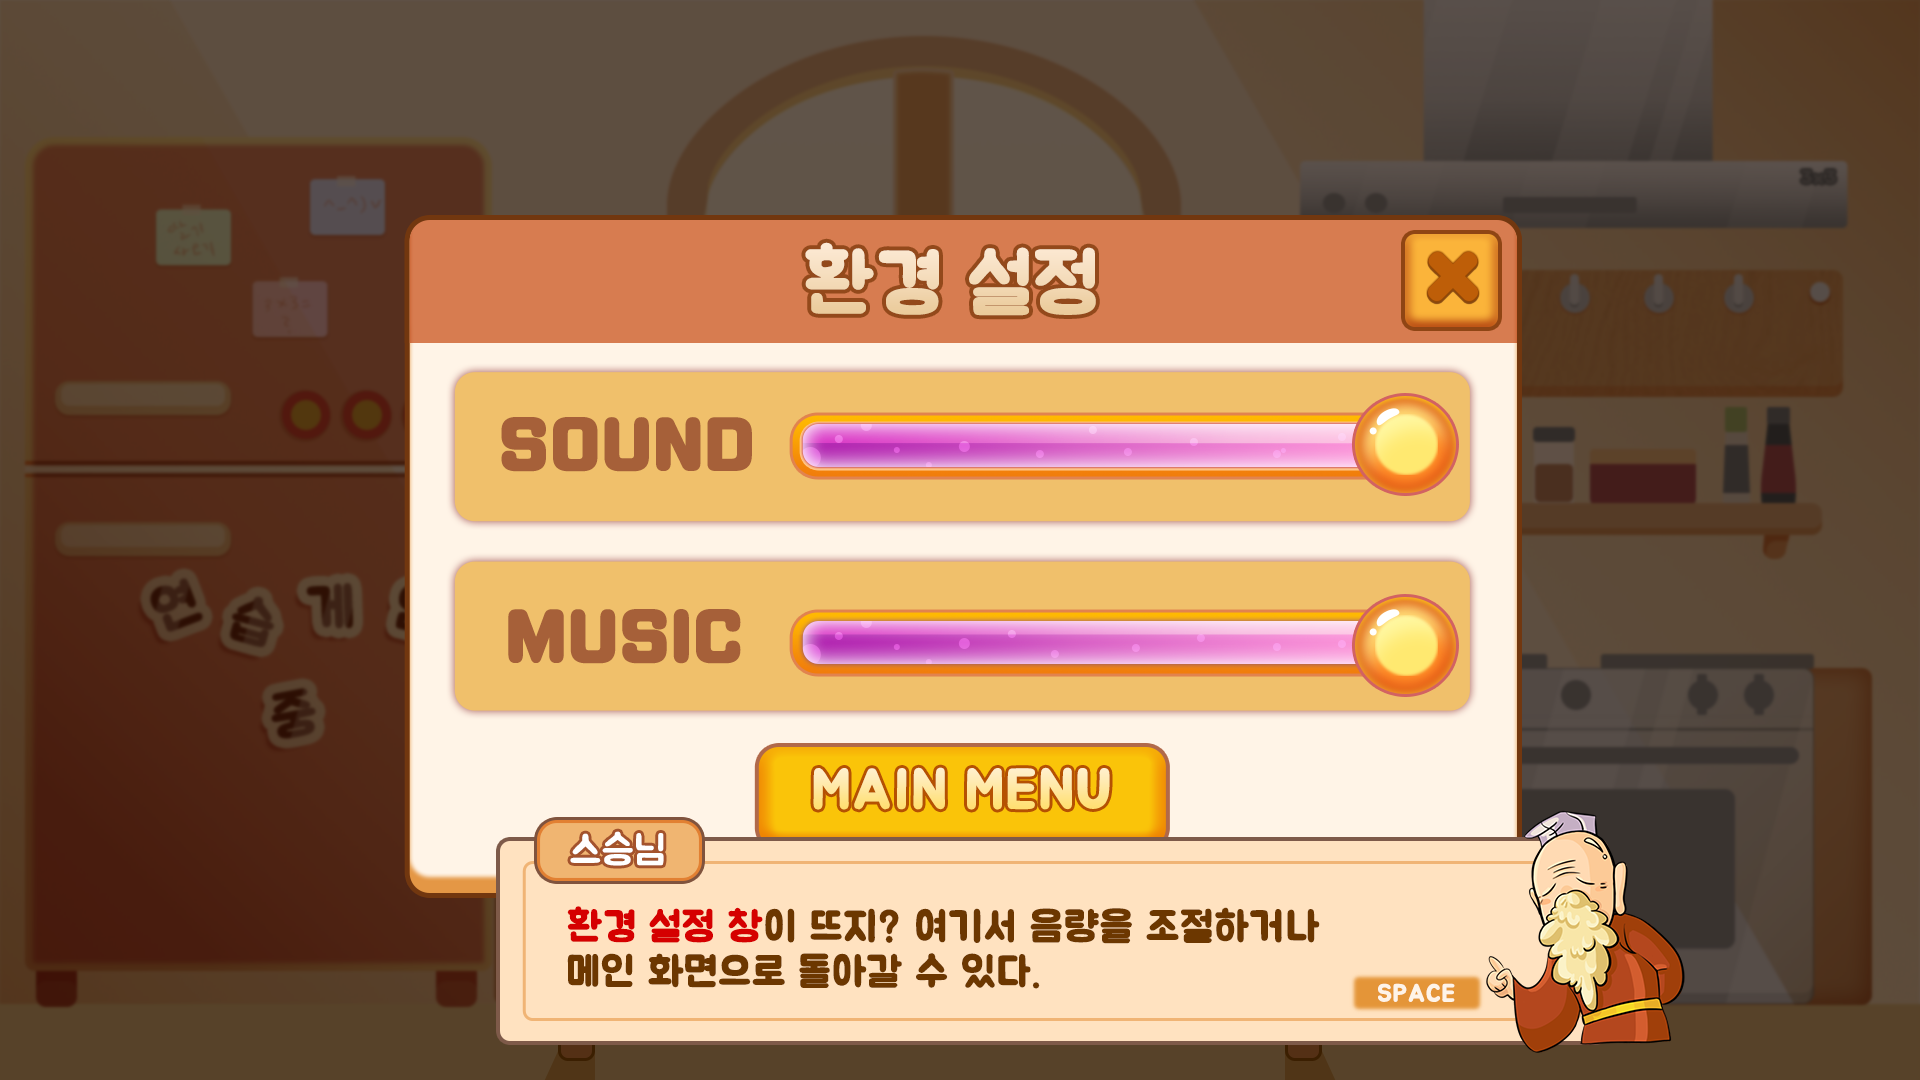 환경 설정
SOUND
MUSIC
MAIN MENU
스승님
환경 설정 창이 뜨지? 여기서 음량을 조절하거나
메인 화면으로 돌아갈 수 있다.
SPACE
연습게
중